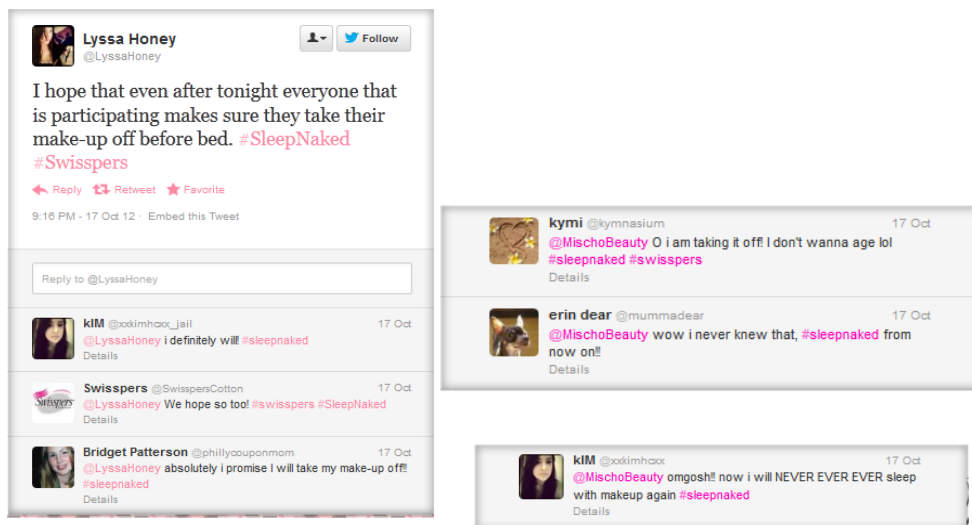 Lyssa Honey
@LyssaHoney
Follow
I hope that even after tonight everyone that
is participating makes sure they take their
make-up off before bed. #SleepNaked
#Swisspers
Reply Retweet Favorite
9:16 PM - 17 Oct 12 · Embed this Tweet
Reply to @LyssaHoney
kIM @xxkimhoxx_jail 17 Oct
@LyssaHoney i definitely will! #sleepnaked
Details
Swisspers
Swisspers @SwisspersCotton 17 Oct
@LyssaHoney We hope so too! #swisspers #SleepNaked
Details
Bridget Patterson @phillycouponmom 17 Oct
@LyssaHoney absolutely i promise I will take my make-up off!!
#sleepnaked
Details
kymi @kymnasium 17 Oct
@MischoBeauty O i am taking it off! I don't wanna age lol
#sleepnaked #swisspers
Details
erin dear @mummadear 17 Oct
@MischoBeauty wow i never knew that, #sleepnaked from
now on!!
Details
kIM @xxkimhoxx 17 Oct
@MischoBeauty omgosh!! now i will NEVER EVER EVER sleep
with makeup again #sleepnaked
Details